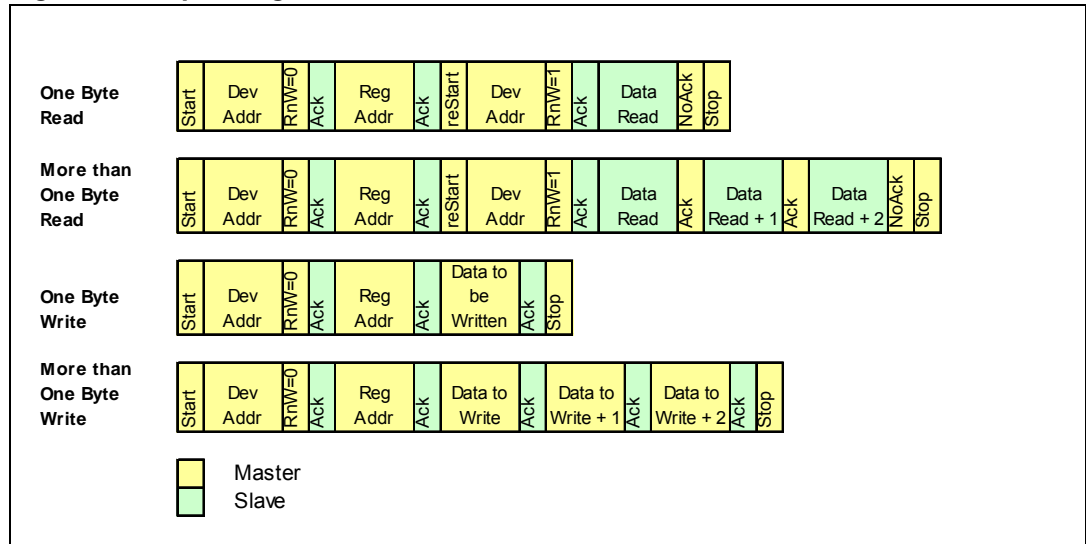 One Byte
Read
Start
Dev
Addr
RnW=0
Ack
Reg
Addr
Ack
reStart
Dev
Addr
RnW=1
Ack
Data
Read
NoAck
Stop
More than
One Byte
Read
Start
Dev
Addr
RnW=0
Ack
Reg
Addr
Ack
reStart
Dev
Addr
RnW=1
Ack
Data
Read
Ack
Data
Read + 1
Ack
Data
Read + 2
NoAck
Stop
One Byte
Write
Start
Dev
Addr
RnW=0
Ack
Reg
Addr
Ack
Data to
be
Written
Ack
Stop
More than
One Byte
Write
Start
Dev
Addr
RnW=0
Ack
Reg
Addr
Ack
Data to
Write
Ack
Data to
Write + 1
Ack
Data to
Write + 2
Ack
Stop
Master
Slave